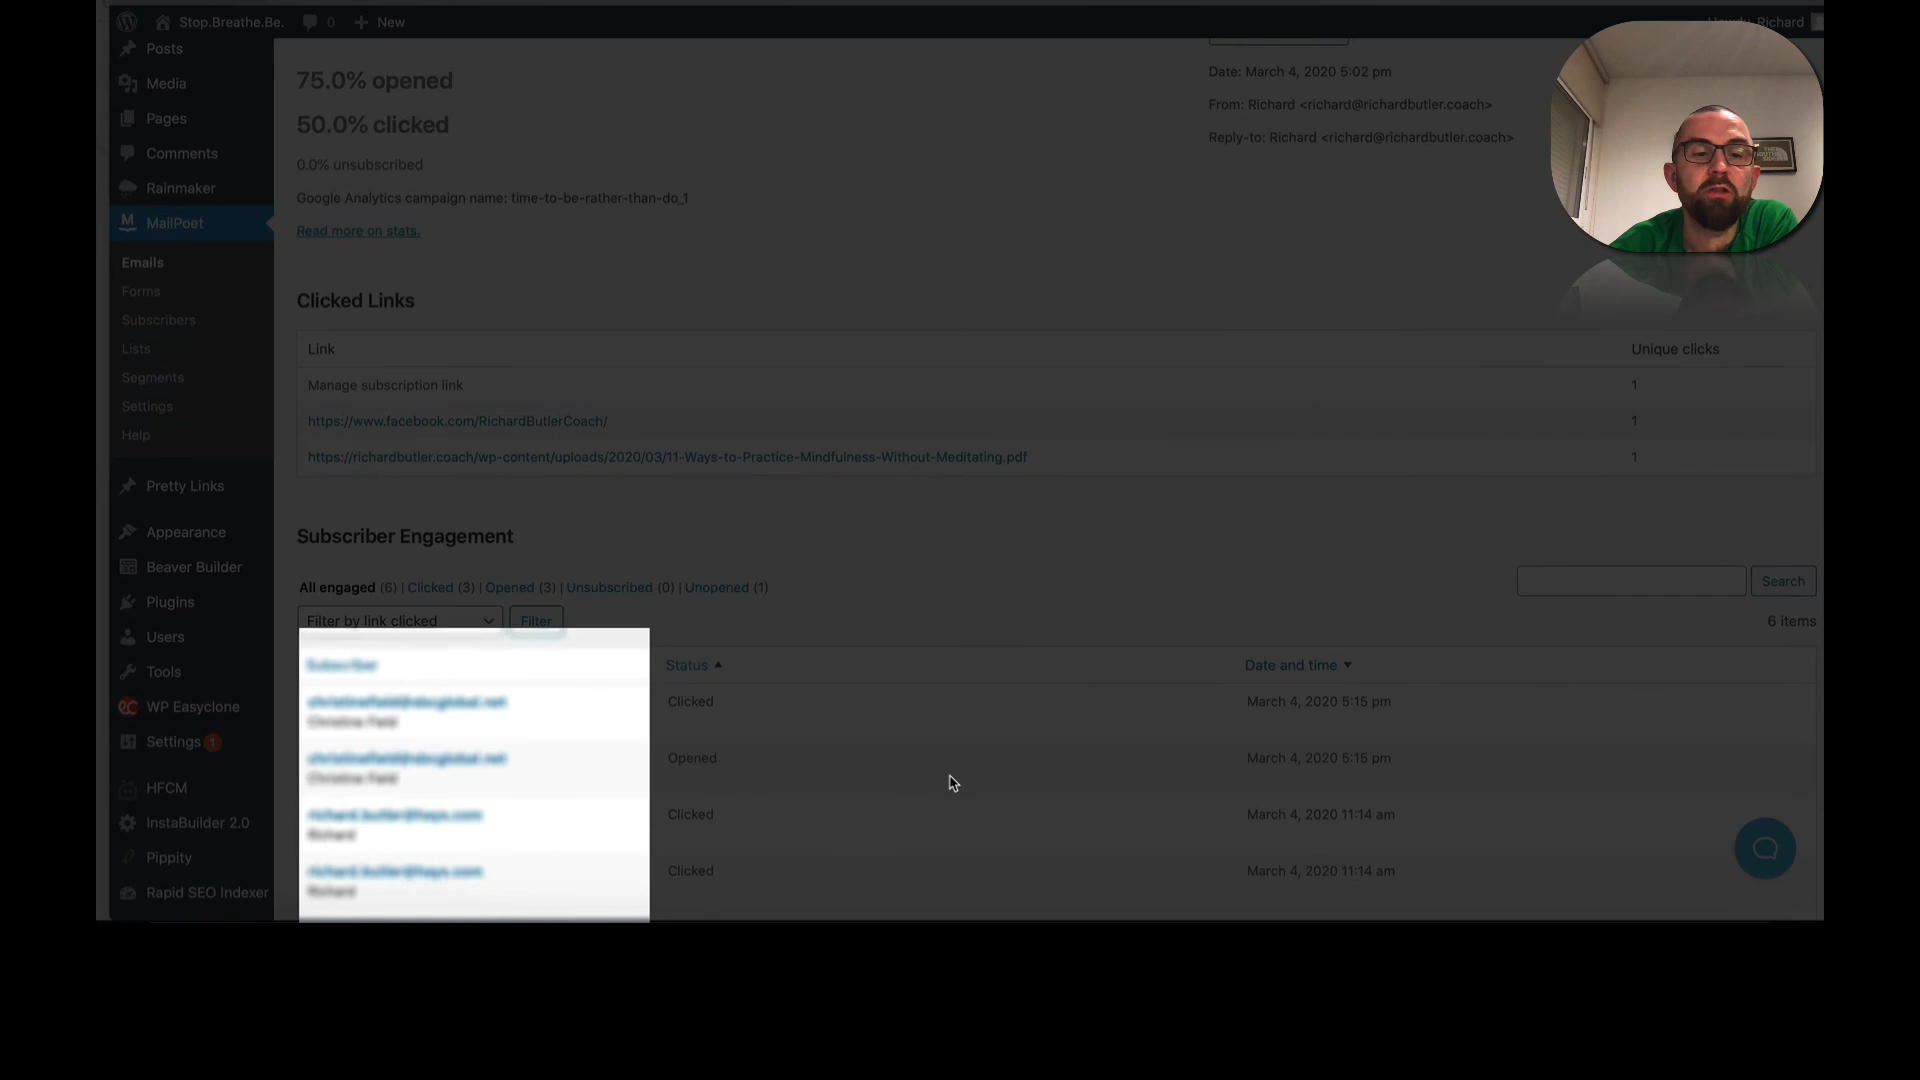 Stop.Breathe.Be. 0 New
Howdy, Richard
Posts
Media
Pages
Comments
Rainmaker
MailPoet
Emails
Forms
Subscribers
Lists
Segments
Settings
Help
Pretty Links
Appearance
Beaver Builder
Plugins
Users
Tools
WP Easyclone
Settings 1
HFCM
InstaBuilder 2.0
Pippity
Rapid SEO Indexer
75.0% opened
50.0% clicked
0.0% unsubscribed
Google Analytics campaign name: time-to-be-rather-than-do_1
Read more on stats.
Date: March 4, 2020 5:02 pm
From: Richard <richard@richardbutler.coach>
Reply-to: Richard <richard@richardbutler.coach>
Clicked Links
Link Unique clicks
Manage subscription link 1
https://www.facebook.com/RichardButlerCoach/ 1
https://richardbutler.coach/wp-content/uploads/2020/03/11-Ways-to-Practice-Mindfulness-Without-Meditating.pdf 1
Subscriber Engagement
All engaged (6) | Clicked (3) | Opened (3) | Unsubscribed (0) | Unopened (1)
Search
Filter by link clicked Filter
6 items
Subscriber Status Date and time
Clicked March 4, 2020 5:15 pm
Opened March 4, 2020 5:15 pm
Clicked March 4, 2020 11:14 am
Richard
Clicked March 4, 2020 11:14 am
Richard